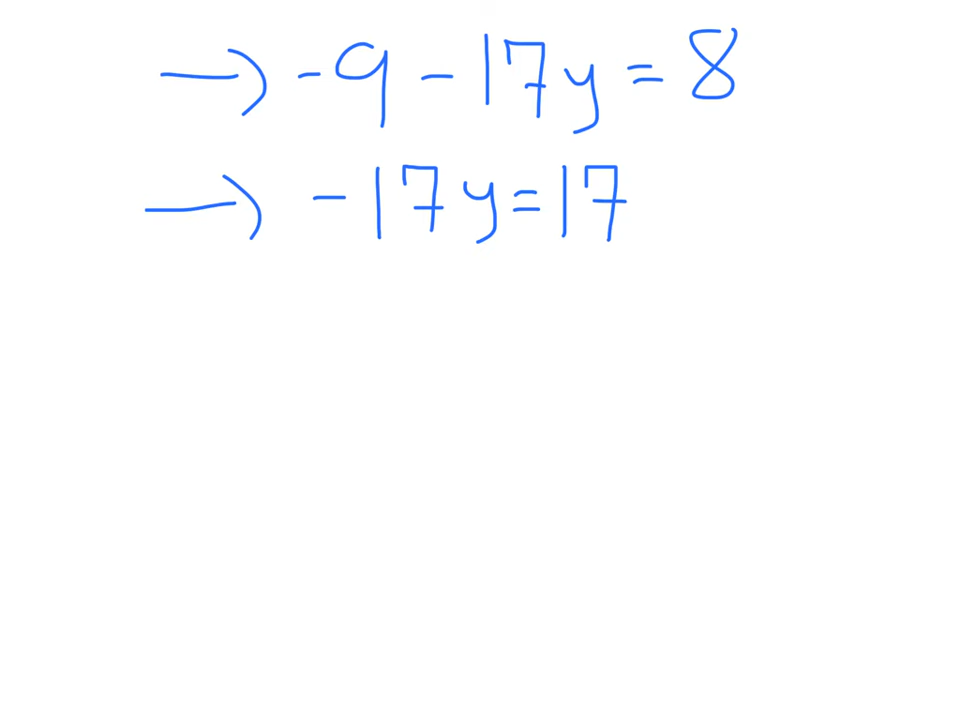 → -9 - 17y = 8
→ -17y = 17